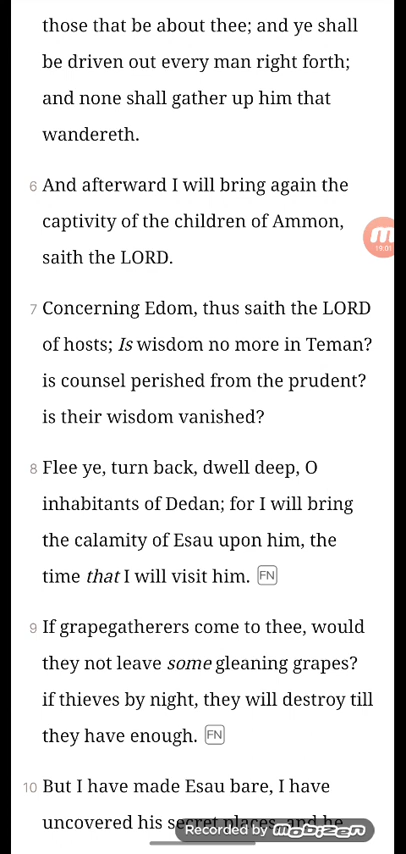 those that be about thee; and ye shall
be driven out every man right forth;
and none shall gather up him that
wandereth.
6 And afterward I will bring again the
captivity of the children of Ammon,
saith the LORD.
7 Concerning Edom, thus saith the LORD
of hosts; Is wisdom no more in Teman?
is counsel perished from the prudent?
is their wisdom vanished?
8 Flee ye, turn back, dwell deep, O
inhabitants of Dedan; for I will bring
the calamity of Esau upon him, the
time that I will visit him. FN
9 If grapegatherers come to thee, would
they not leave some gleaning grapes?
if thieves by night, they will destroy till
they have enough. FN
10 But I have made Esau bare, I have
uncovered his secret places, and he
m
19:01
Recorded by mobizen